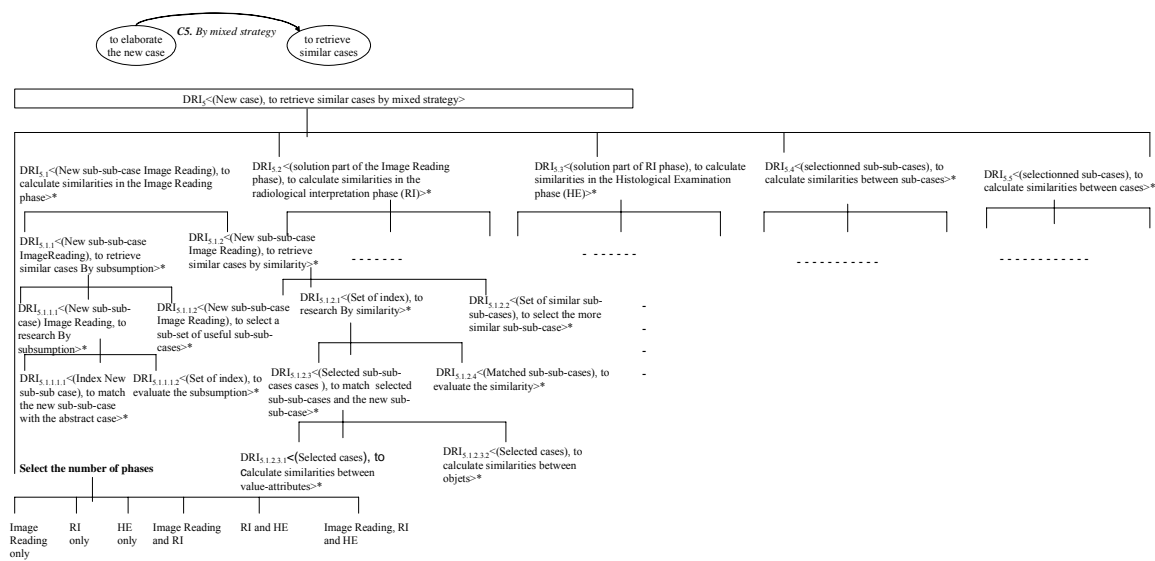 C5. By mixed strategy
to elaborate
the new case
to retrieve
similar cases
DRI5<(New case), to retrieve similar cases by mixed strategy>
DRI5.1<(New sub-sub-case Image Reading), to
calculate similarities in the Image Reading
phase>*
DRI5.2<(solution part of the Image Reading
phase), to calculate similarities in the
radiological interpretation phase (RI)>*
DRI5.3<(solution part of RI phase), to calculate
similarities in the Histological Examination
phase (HE)>*
DRI5.4<(selectionned sub-sub-cases), to
calculate similarities between sub-cases>*
DRI5.5<(selectionned sub-cases), to
calculate similarities between cases>*
DRI5.1.1<(New sub-sub-case
ImageReading), to retrieve
similar cases By subsumption>*
DRI5.1.2<(New sub-sub-case
Image Reading), to retrieve
similar cases by similarity>*
- - - - - - -
- - - - - - -
- - - - - - - - - - -
- - - - - - - - - - - -
DRI5.1.1.1<(New sub-sub-
case) Image Reading, to
research By
subsumption>*
DRI5.1.1.2<(New sub-sub-case
Image Reading), to select a
sub-set of useful sub-sub-
cases>*
DRI5.1.2.1<(Set of index), to
research By similarity>*
DRI5.1.2.2<(Set of similar sub-
sub-cases), to select the more
similar sub-sub-case>*
-
-
-
-
DRI5.1.1.1.1<(Index New
sub-sub case), to match
the new sub-sub-case
with the abstract case>*
DRI5.1.1.1.2<(Set of index), to
evaluate the subsumption>*
DRI5.1.2.3<(Selected sub-sub-
cases cases ), to match selected
sub-sub-cases and the new sub-
sub-case>*
DRI5.1.2.4<(Matched sub-sub-cases), to
evaluate the similarity>*
DRI5.1.2.3.1<(Selected cases), to
Calculate similarities between
value-attributes>*
DRI5.1.2.3.2<(Selected cases), to
calculate similarities between
objets>*
Select the number of phases
Image
Reading
only
RI
only
HE
only
Image Reading
and RI
RI and HE
Image Reading, RI
and HE